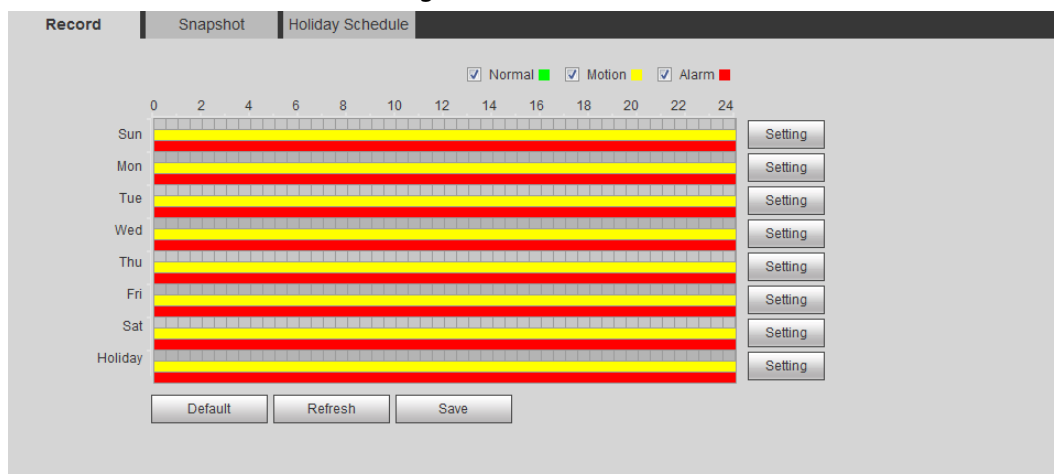 Record Snapshot Holiday Schedule
Normal Motion Alarm
0 2 4 6 8 10 12 14 16 18 20 22 24
Sun Setting
Mon Setting
Tue Setting
Wed Setting
Thu Setting
Fri Setting
Sat Setting
Holiday Setting
Default Refresh Save